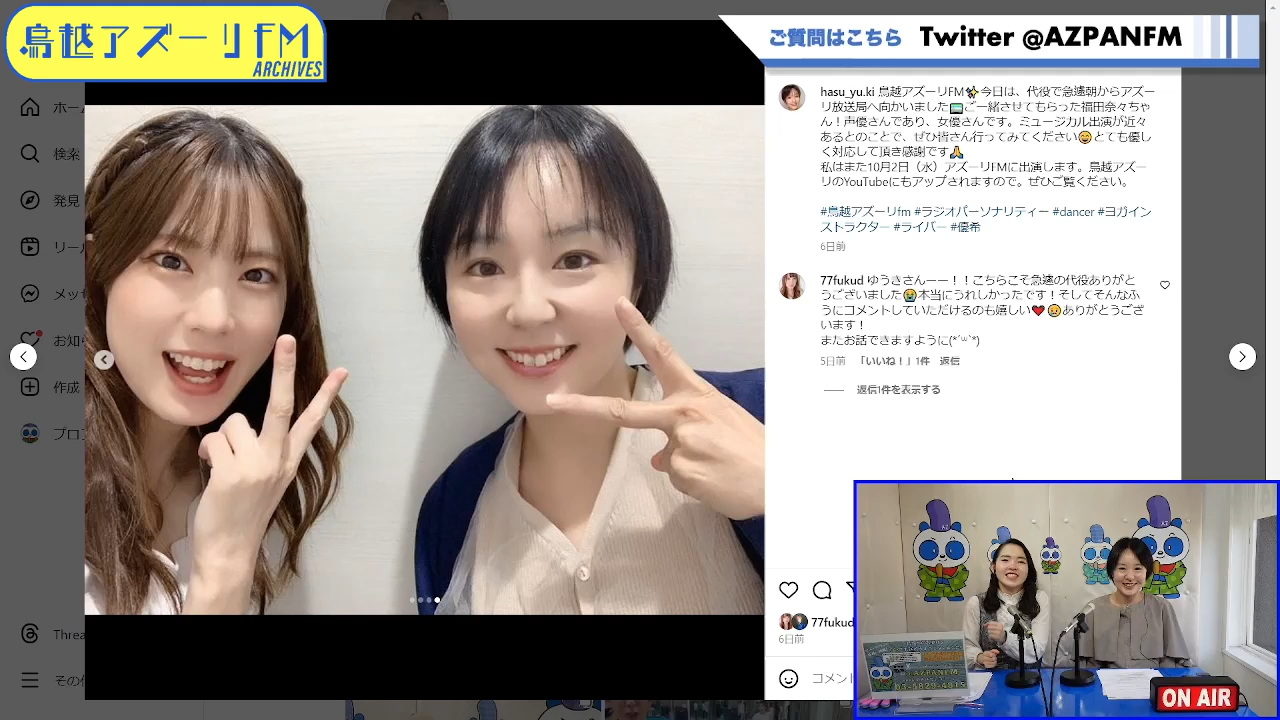 鳥越アズーリFM
ARCHIVES
ご質問はこちら Twitter @AZPANFM
ホーム
検索
発見
リール
メッセ
お知ら
作成
プロフ
Threa
その他
hasu_yu.ki 鳥越アズーリFM✨今日は、代役で急遽朝からアズー
リ放送局へ向かいました🚃ご一緒させてもらった福田奈々ちゃ
ん！声優さんであり、女優さんです。ミュージカル出演が近々
あるとのことで、ぜひ皆さん行ってみてください😄とても優し
く対応して頂き感謝です🙏
私はまた10月2日（水）アズーリFMに出演します。鳥越アズー
リのYouTubeにもアップされますので。ぜひご覧ください。
#鳥越アズーリfm #ラジオパーソナリティー #dancer #ヨガイン
ストラクター #ライバー #優希
6日前
77fukud ゆうきさんーー！！こちらこそ急遽の代役ありがと
うございました😭本当にうれしかったです！そしてそんなふ
うにコメントしていただけるのも嬉しい❤️😢ありがとうござ
います！
またお話できますように(*´ω`*)
5日前 「いいね！」1件 返信
返信1件を表示する
77fukud
6日前
コメント
AZPANFM
03-5829-4915
ON AIR